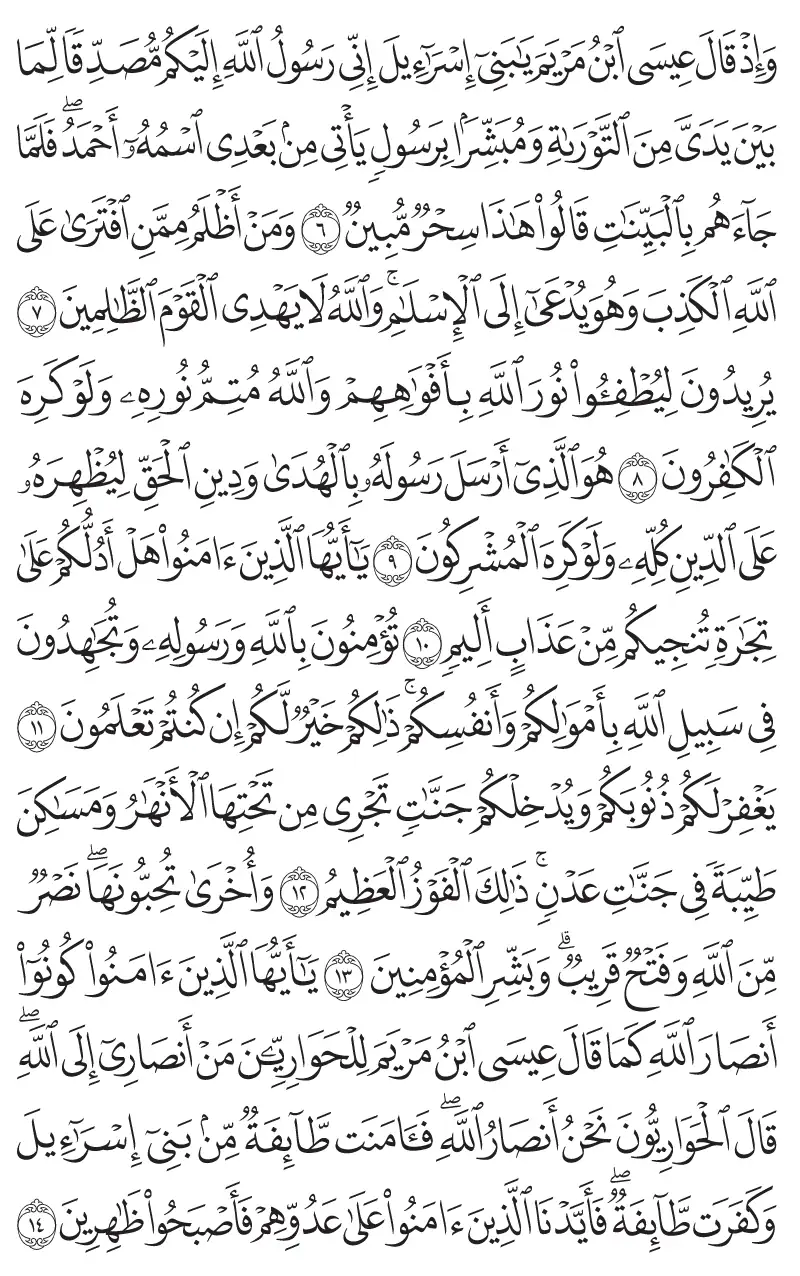 وَإِذۡ قَالَ عِيسَى ٱبۡنُ مَرۡيَمَ يَٰبَنِيٓ إِسۡرَٰٓءِيلَ إِنِّي رَسُولُ ٱللَّهِ إِلَيۡكُم مُّصَدِّقٗا لِّمَا
بَيۡنَ يَدَيَّ مِنَ ٱلتَّوۡرَىٰةِ وَمُبَشِّرَۢا بِرَسُولٖ يَأۡتِي مِنۢ بَعۡدِي ٱسۡمُهُۥٓ أَحۡمَدُۖ فَلَمَّا
جَآءَهُم بِٱلۡبَيِّنَٰتِ قَالُواْ هَٰذَا سِحۡرٞ مُّبِينٞ ٦ وَمَنۡ أَظۡلَمُ مِمَّنِ ٱفۡتَرَىٰ عَلَى
ٱللَّهِ ٱلۡكَذِبَ وَهُوَ يُدۡعَىٰٓ إِلَى ٱلۡإِسۡلَٰمِۚ وَٱللَّهُ لَا يَهۡدِي ٱلۡقَوۡمَ ٱلظَّٰلِمِينَ ٧
يُرِيدُونَ لِيُطۡفِـُٔواْ نُورَ ٱللَّهِ بِأَفۡوَٰهِهِمۡ وَٱللَّهُ مُتِمُّ نُورِهِۦ وَلَوۡ كَرِهَ
ٱلۡكَٰفِرُونَ ٨ هُوَ ٱلَّذِيٓ أَرۡسَلَ رَسُولَهُۥ بِٱلۡهُدَىٰ وَدِينِ ٱلۡحَقِّ لِيُظۡهِرَهُۥ
عَلَى ٱلدِّينِ كُلِّهِۦ وَلَوۡ كَرِهَ ٱلۡمُشۡرِكُونَ ٩ يَٰٓأَيُّهَا ٱلَّذِينَ ءَامَنُواْ هَلۡ أَدُلُّكُمۡ عَلَىٰ
تِجَٰرَةٖ تُنجِيكُم مِّنۡ عَذَابٍ أَلِيمٖ ١٠ تُؤۡمِنُونَ بِٱللَّهِ وَرَسُولِهِۦ وَتُجَٰهِدُونَ
فِي سَبِيلِ ٱللَّهِ بِأَمۡوَٰلِكُمۡ وَأَنفُسِكُمۡۚ ذَٰلِكُمۡ خَيۡرٞ لَّكُمۡ إِن كُنتُمۡ تَعۡلَمُونَ ١١
يَغۡفِرۡ لَكُمۡ ذُنُوبَكُمۡ وَيُدۡخِلۡكُمۡ جَنَّٰتٖ تَجۡرِي مِن تَحۡتِهَا ٱلۡأَنۡهَٰرُ وَمَسَٰكِنَ
طَيِّبَةٗ فِي جَنَّٰتِ عَدۡنٖۚ ذَٰلِكَ ٱلۡفَوۡزُ ٱلۡعَظِيمُ ١٢ وَأُخۡرَىٰ تُحِبُّونَهَاۖ نَصۡرٞ
مِّنَ ٱللَّهِ وَفَتۡحٞ قَرِيبٞۗ وَبَشِّرِ ٱلۡمُؤۡمِنِينَ ١٣ يَٰٓأَيُّهَا ٱلَّذِينَ ءَامَنُواْ كُونُوٓاْ
أَنصَارَ ٱللَّهِ كَمَا قَالَ عِيسَى ٱبۡنُ مَرۡيَمَ لِلۡحَوَارِيِّـۧنَ مَنۡ أَنصَارِيٓ إِلَى ٱللَّهِۖ
قَالَ ٱلۡحَوَارِيُّونَ نَحۡنُ أَنصَارُ ٱللَّهِۖ فَـَٔامَنَت طَّآئِفَةٞ مِّنۢ بَنِيٓ إِسۡرَٰٓءِيلَ
وَكَفَرَت طَّآئِفَةٞۖ فَأَيَّدۡنَا ٱلَّذِينَ ءَامَنُواْ عَلَىٰ عَدُوِّهِمۡ فَأَصۡبَحُواْ ظَٰهِرِينَ ١٤